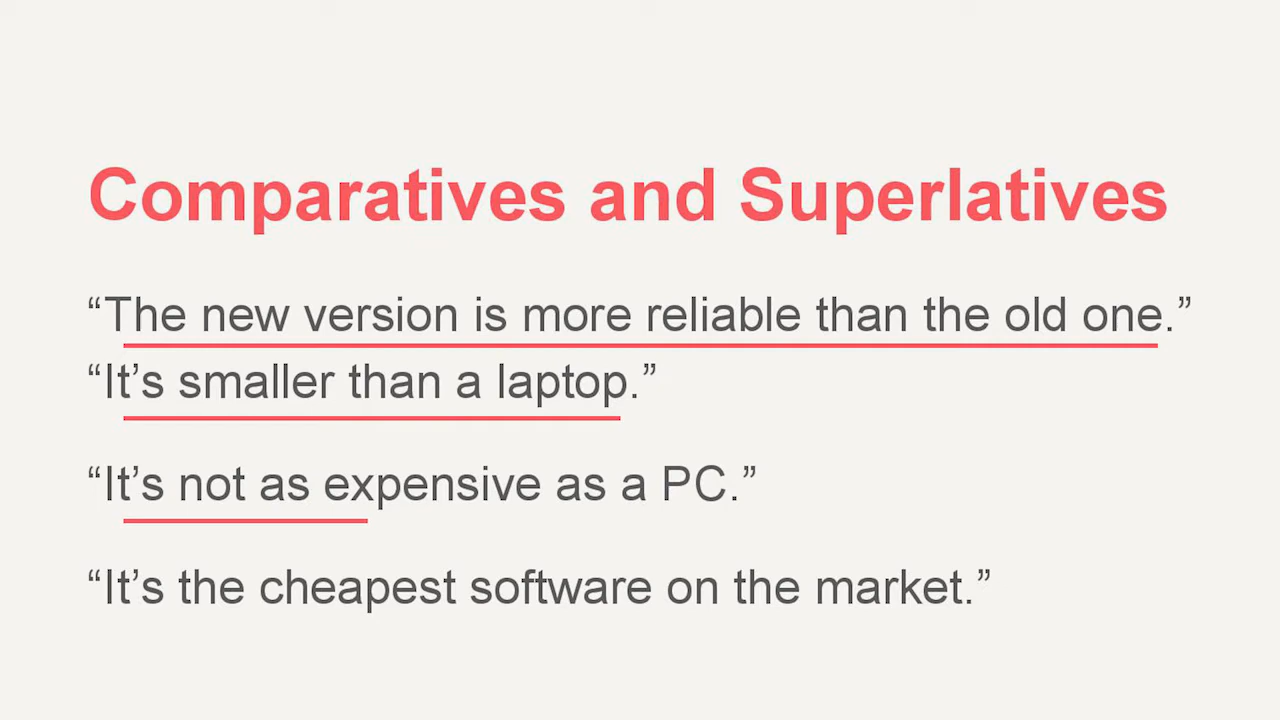 Comparatives and Superlatives
“The new version is more reliable than the old one.”
“It’s smaller than a laptop.”
“It’s not as expensive as a PC.”
“It’s the cheapest software on the market.”